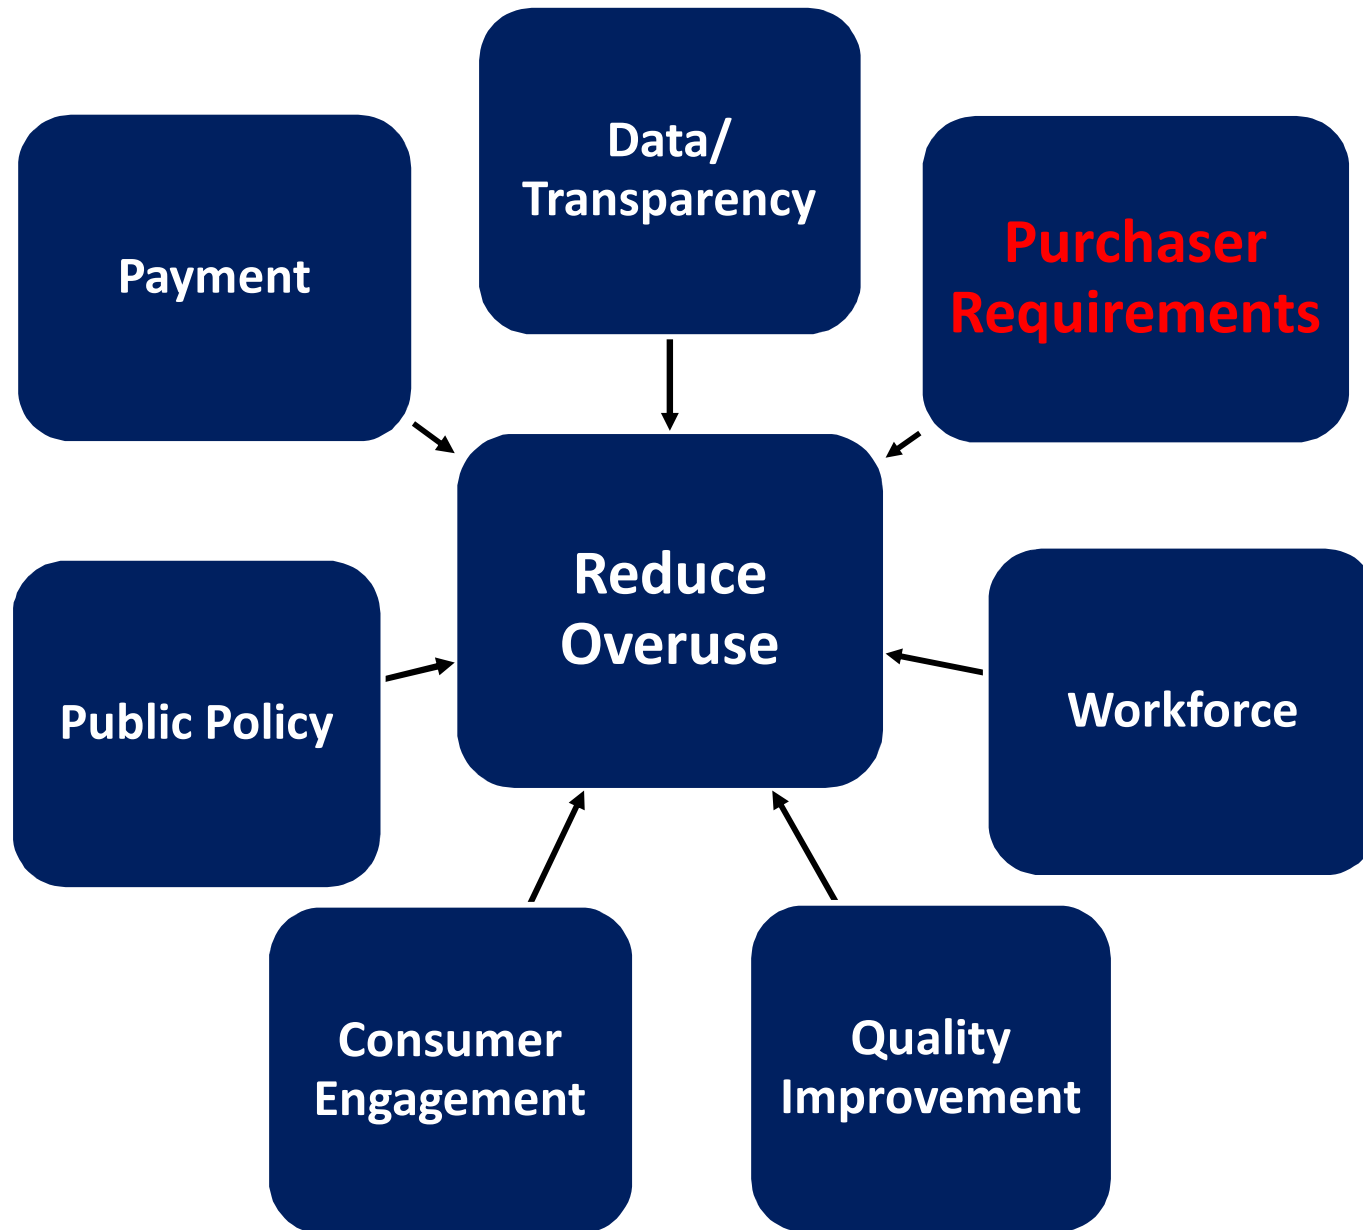 Data/
Transparency
Payment
Purchaser
Requirements
Reduce
Overuse
Public Policy
Workforce
Consumer
Engagement
Quality
Improvement